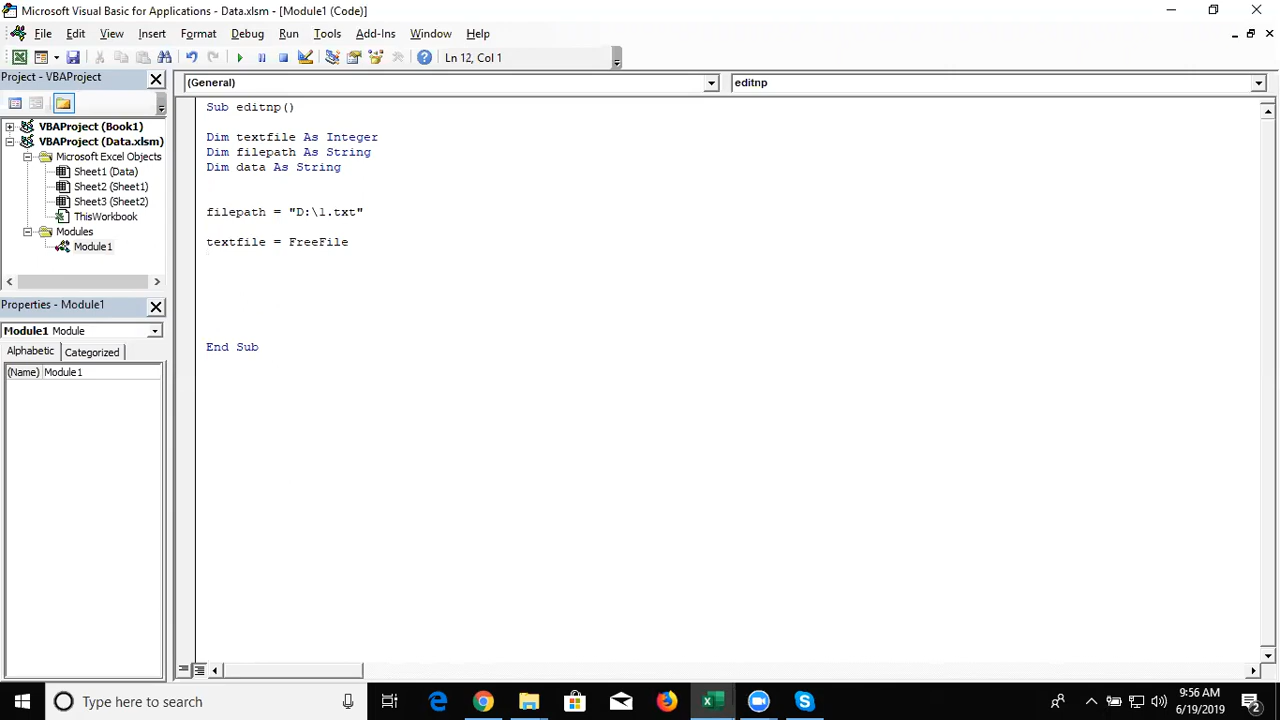 Microsoft Visual Basic for Applications - Data.xlsm - [Module1 (Code)]
File Edit View Insert Format Debug Run Tools Add-Ins Window Help
Ln 12, Col 1
Project - VBAProject
(General)
editnp
VBAProject (Book1)
VBAProject (Data.xlsm)
Microsoft Excel Objects
Sheet1 (Data)
Sheet2 (Sheet1)
Sheet3 (Sheet2)
ThisWorkbook
Modules
Module1
Sub editnp()
Dim textfile As Integer
Dim filepath As String
Dim data As String
filepath = "D:\1.txt"
textfile = FreeFile
End Sub
Properties - Module1
Module1 Module
Alphabetic Categorized
(Name) Module1
Type here to search
9:56 AM
6/19/2019
2